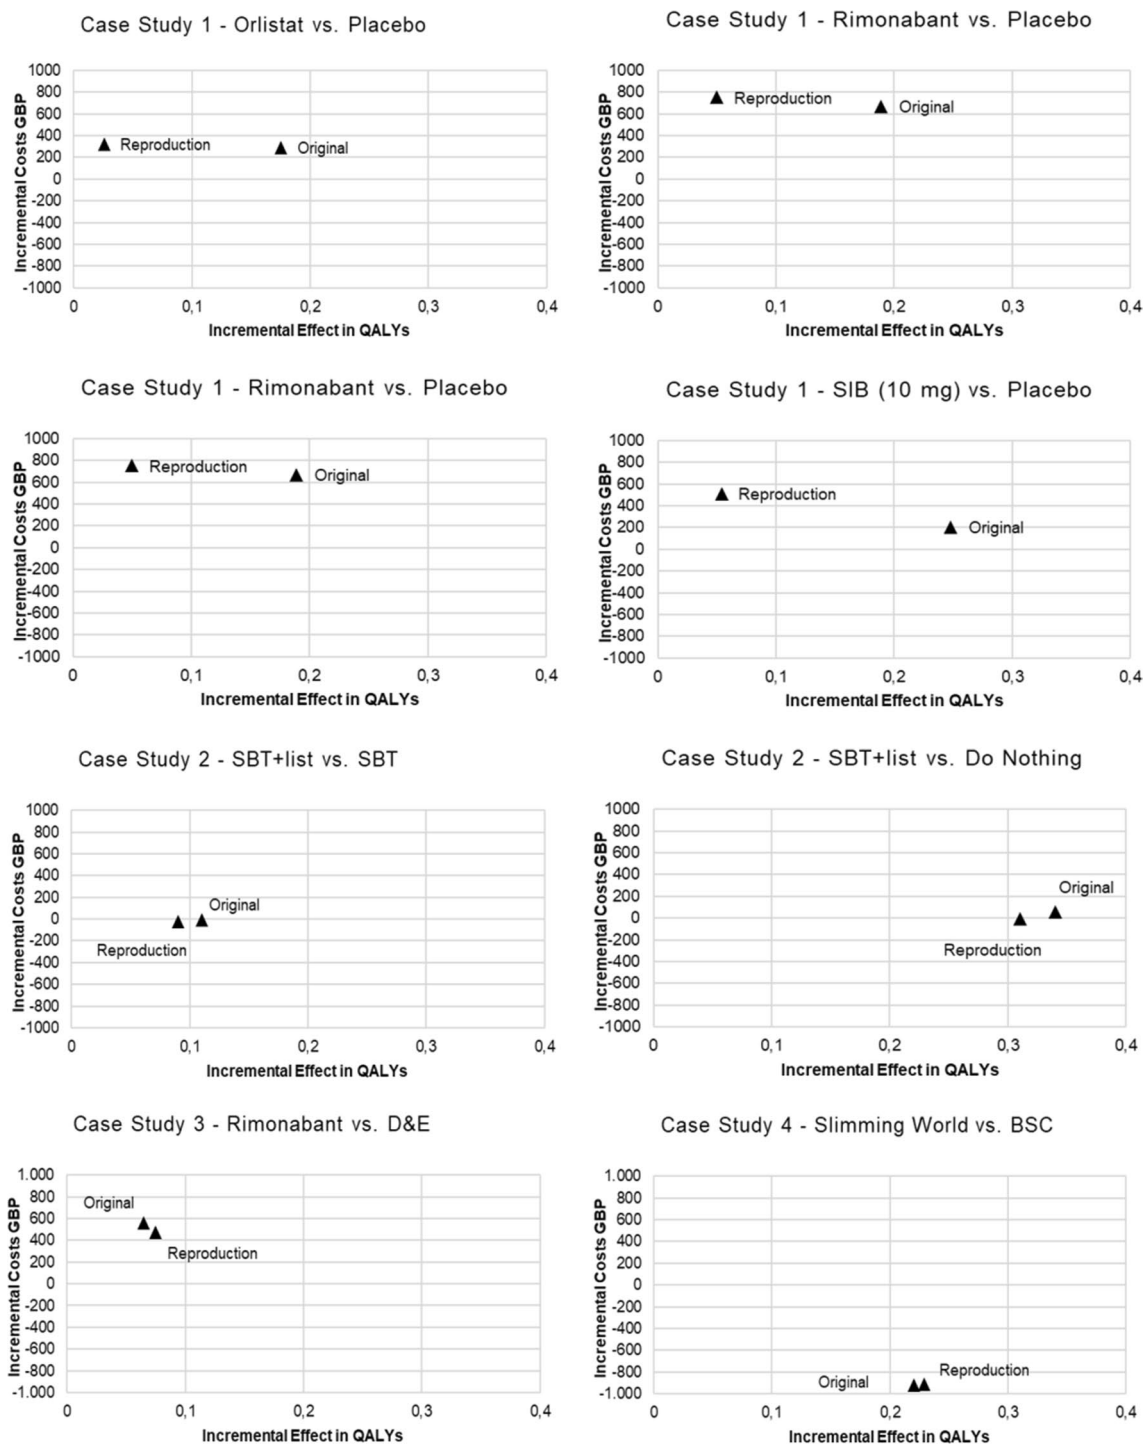 Case Study 1 - Orlistat vs. Placebo
Incremental Costs GBP
1000
800
600
400
200
0
-200
-400
-600
-800
-1000
Reproduction
Original
0 0,1 0,2 0,3 0,4
Incremental Effect in QALYs
Case Study 1 - Rimonabant vs. Placebo
Incremental Costs GBP
1000
800
600
400
200
0
-200
-400
-600
-800
-1000
Reproduction
Original
0 0,1 0,2 0,3 0,4
Incremental Effect in QALYs
Case Study 1 - Rimonabant vs. Placebo
Incremental Costs GBP
1000
800
600
400
200
0
-200
-400
-600
-800
-1000
Reproduction
Original
0 0,1 0,2 0,3 0,4
Incremental Effect in QALYs
Case Study 1 - SIB (10 mg) vs. Placebo
Incremental Costs GBP
1000
800
600
400
200
0
-200
-400
-600
-800
-1000
Reproduction
Original
0 0,1 0,2 0,3 0,4
Incremental Effect in QALYs
Case Study 2 - SBT+list vs. SBT
Incremental Costs GBP
1000
800
600
400
200
0
-200
-400
-600
-800
-1000
Original
Reproduction
0 0,1 0,2 0,3 0,4
Incremental Effect in QALYs
Case Study 2 - SBT+list vs. Do Nothing
Incremental Costs GBP
1000
800
600
400
200
0
-200
-400
-600
-800
-1000
Original
Reproduction
0 0,1 0,2 0,3 0,4
Incremental Effect in QALYs
Case Study 3 - Rimonabant vs. D&E
Incremental Costs GBP
1.000
800
600
400
200
0
-200
-400
-600
-800
-1.000
Original
Reproduction
0 0,1 0,2 0,3 0,4
Incremental Effect in QALYs
Case Study 4 - Slimming World vs. BSC
Incremental Costs GBP
1.000
800
600
400
200
0
-200
-400
-600
-800
-1.000
Reproduction
Original
0 0,1 0,2 0,3 0,4
Incremental Effect in QALYs